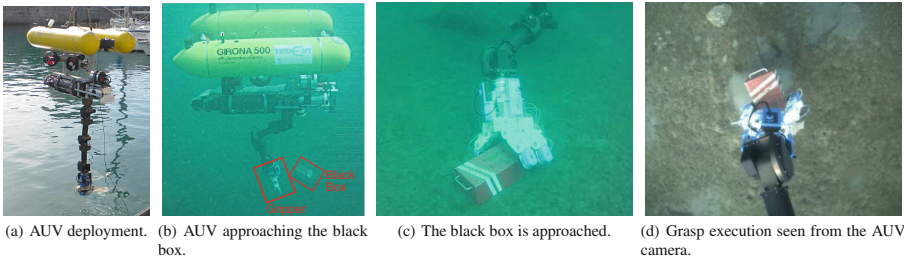 GIRONA 500
TRIDENT
Black
Box
Gripper
(a) AUV deployment.
(b) AUV approaching the black
box.
(c) The black box is approached.
(d) Grasp execution seen from the AUV
camera.